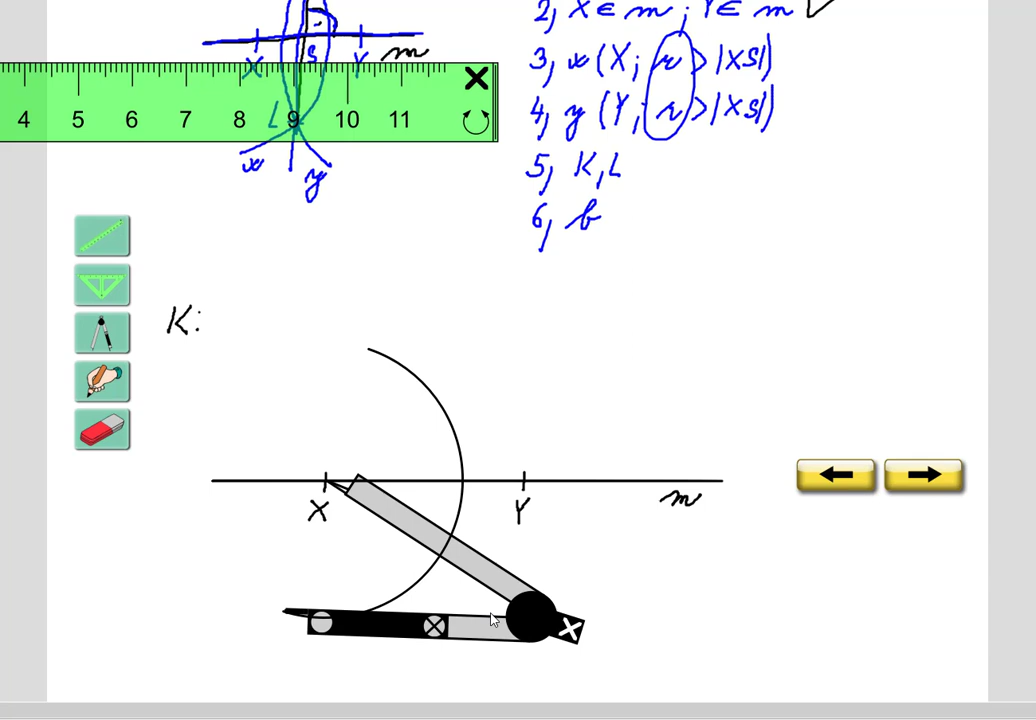 2, X ∈ m; Y ∈ m ✓
3, x (X; r > |XS|)
4, y (Y; r > |XS|)
5, K, L
6, b
X S Y m
4 5 6 7 8 9 10 11
L
x y
K:
X Y m